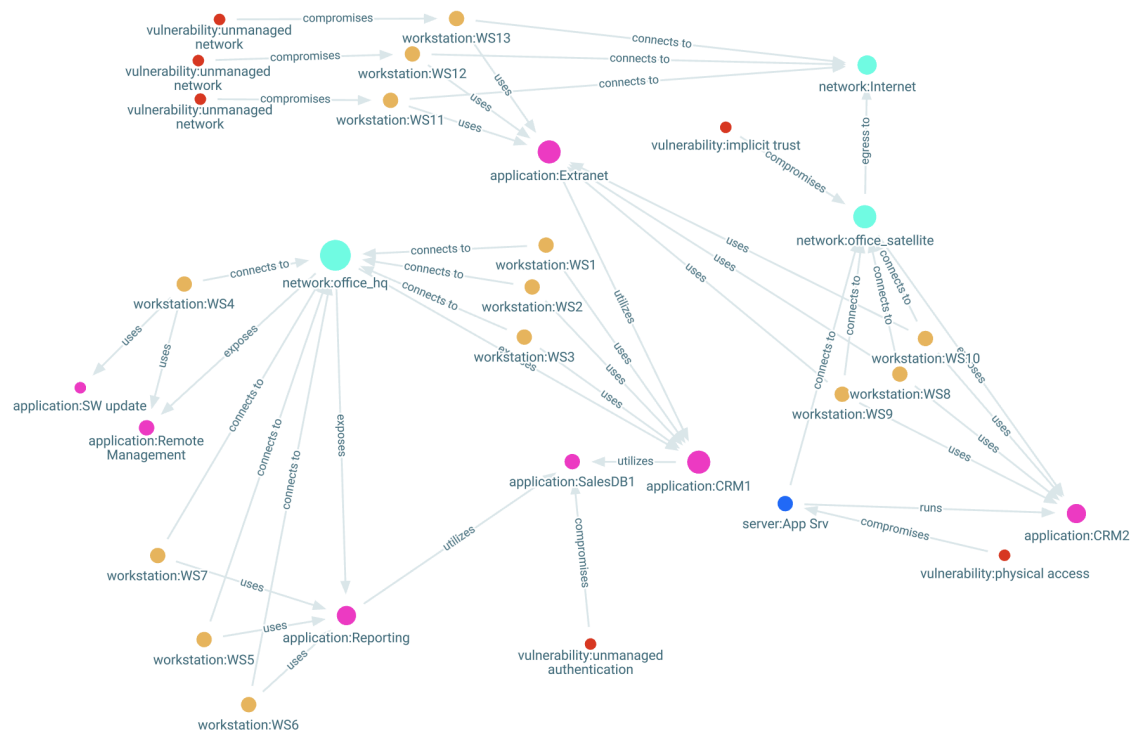 compromises
vulnerability:unmanaged
network
workstation:WS13
connects to
compromises
vulnerability:unmanaged
network
workstation:WS12
connects to
compromises
vulnerability:unmanaged
network
workstation:WS11
connects to
network:Internet
uses
uses
uses
application:Extranet
vulnerability:implicit trust
compromises
egress to
network:office_satellite
connects to
network:office_hq
connects to
workstation:WS1
connects to
workstation:WS2
connects to
workstation:WS3
workstation:WS4
uses
uses
exposes
application:SW update
application:Remote
Management
exposes
utilizes
uses
uses
uses
uses
uses
uses
connects to
connects to
connects to
connects to
workstation:WS10
workstation:WS8
workstation:WS9
exposes
uses
uses
uses
connects to
connects to
connects to
exposes
utilizes
application:SalesDB1
application:CRM1
server:App Srv
runs
application:CRM2
compromises
vulnerability:physical access
utilizes
compromises
workstation:WS7
uses
workstation:WS5
uses
application:Reporting
uses
workstation:WS6
vulnerability:unmanaged
authentication